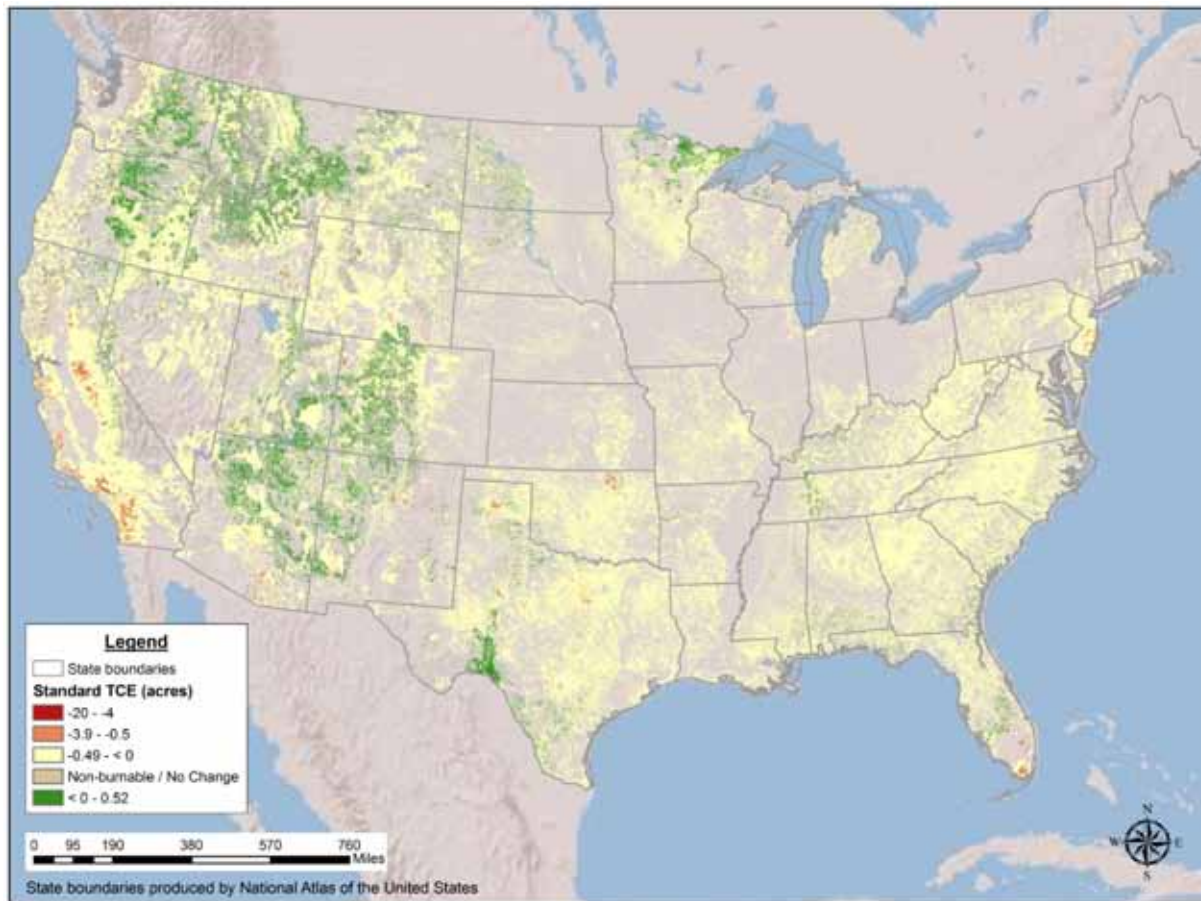 Legend
State boundaries
Standard TCE (acres)
-20 - -4
-3.9 - -0.5
-0.49 - < 0
Non-burnable / No Change
< 0 - 0.52
0 95 190 380 570 760
Miles
State boundaries produced by National Atlas of the United States
N
W E
S